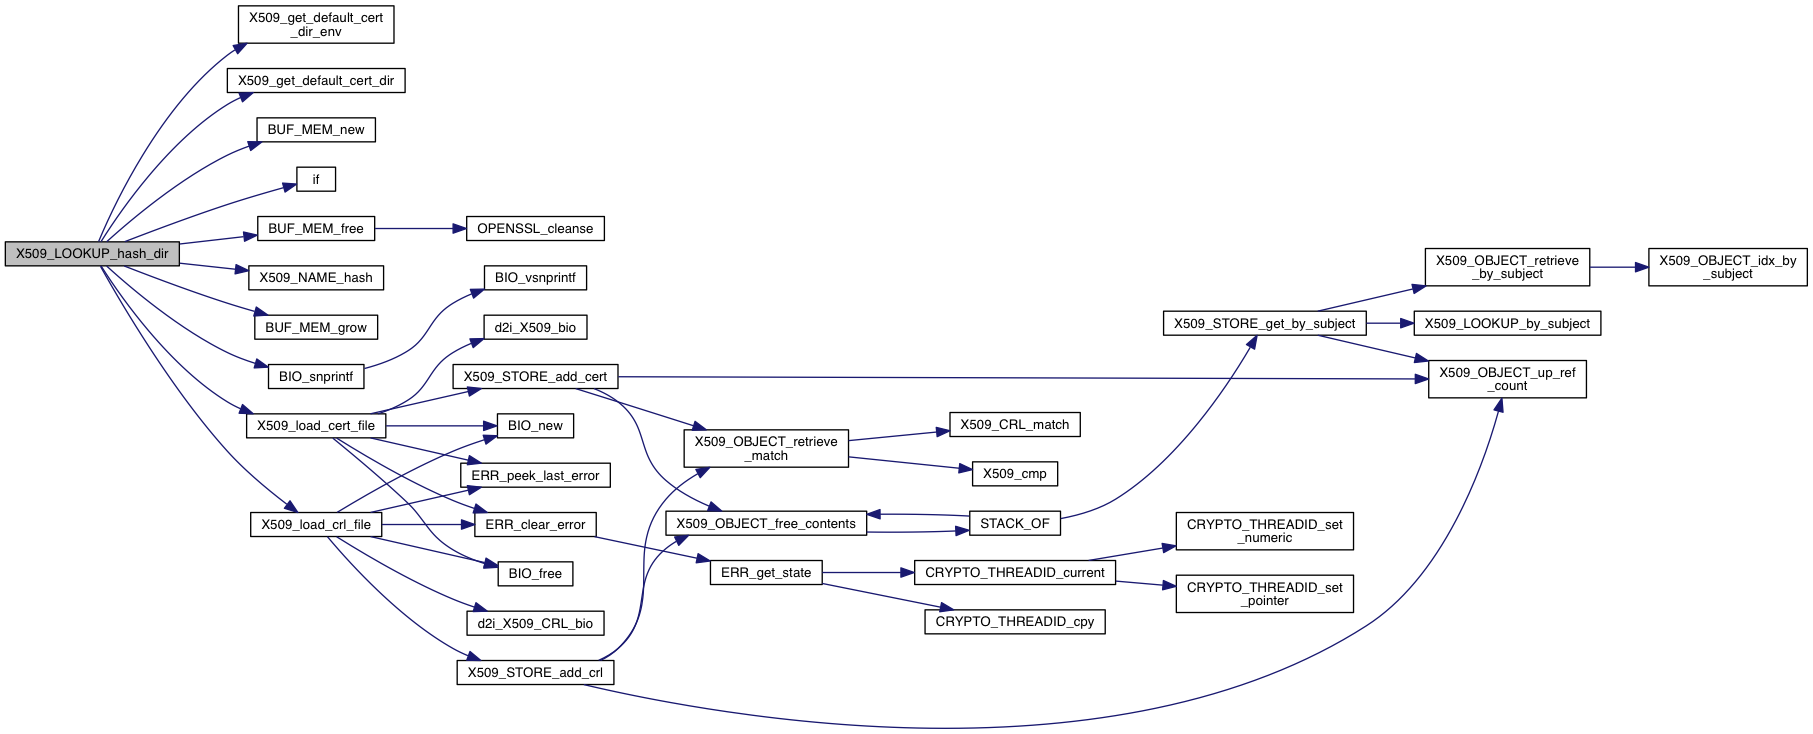 X509_LOOKUP_hash_dir
X509_get_default_cert
_dir_env
X509_get_default_cert_dir
BUF_MEM_new
if
BUF_MEM_free
X509_NAME_hash
BUF_MEM_grow
BIO_snprintf
X509_load_cert_file
X509_load_crl_file
OPENSSL_cleanse
BIO_vsnprintf
d2i_X509_bio
X509_STORE_add_cert
BIO_new
ERR_peek_last_error
ERR_clear_error
BIO_free
d2i_X509_CRL_bio
X509_STORE_add_crl
X509_OBJECT_retrieve
_match
X509_OBJECT_free_contents
ERR_get_state
X509_CRL_match
X509_cmp
STACK_OF
CRYPTO_THREADID_current
CRYPTO_THREADID_cpy
X509_STORE_get_by_subject
CRYPTO_THREADID_set
_numeric
CRYPTO_THREADID_set
_pointer
X509_OBJECT_retrieve
_by_subject
X509_LOOKUP_by_subject
X509_OBJECT_up_ref
_count
X509_OBJECT_idx_by
_subject